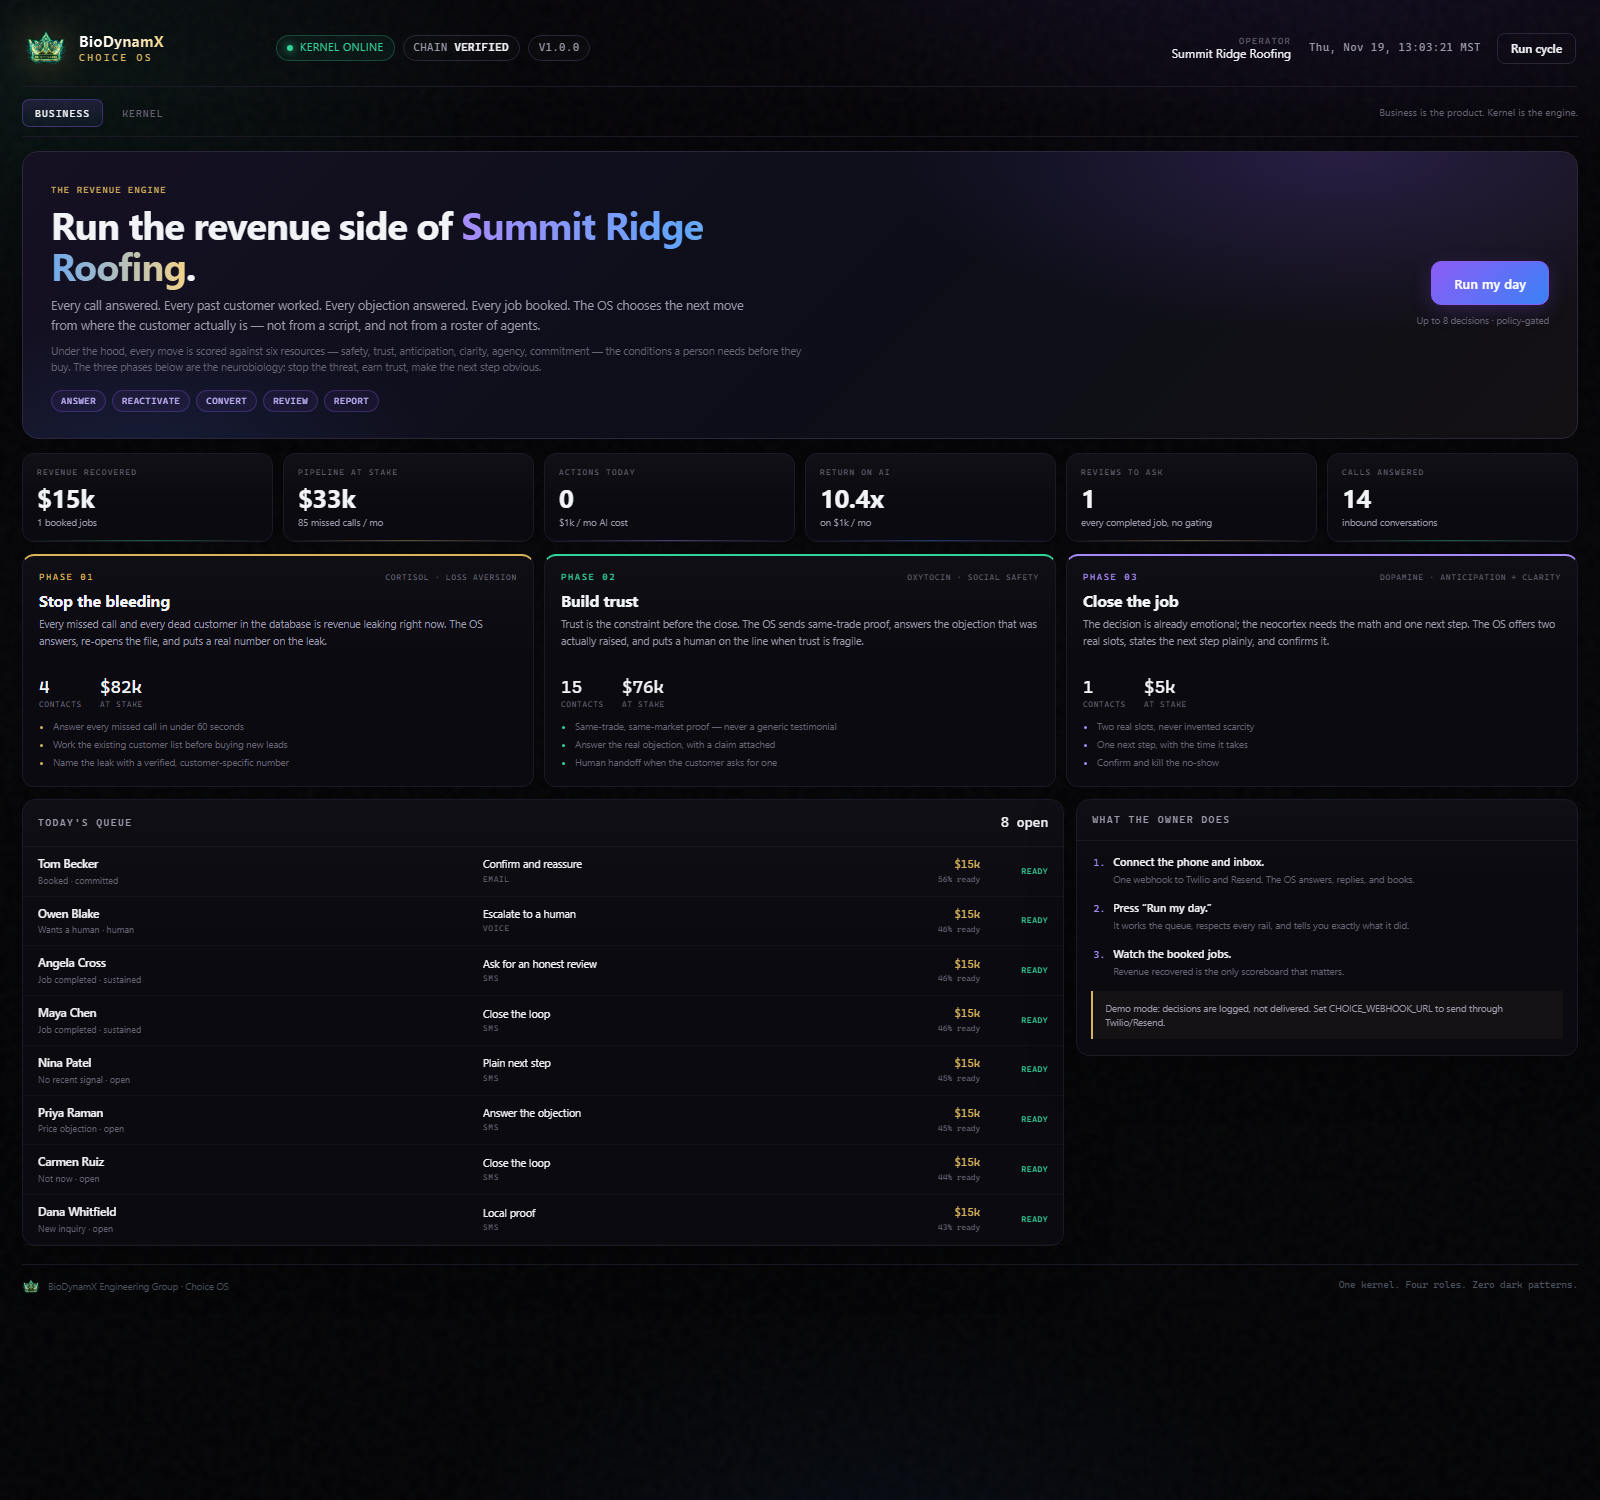 BioDynamX
CHOICE OS
KERNEL ONLINE
CHAIN VERIFIED
V1.0.0
OPERATOR
Summit Ridge Roofing
Thu, Nov 19, 13:03:21 MST
Run cycle
BUSINESS
KERNEL
Business is the product. Kernel is the engine.
THE REVENUE ENGINE
Run the revenue side of Summit Ridge
Roofing.
Every call answered. Every past customer worked. Every objection answered. Every job booked. The OS chooses the next move
from where the customer actually is — not from a script, and not from a roster of agents.
Under the hood, every move is scored against six resources — safety, trust, anticipation, clarity, agency, commitment — the conditions a person needs before they
buy. The three phases below are the neurobiology: stop the threat, earn trust, make the next step obvious.
ANSWER
REACTIVATE
CONVERT
REVIEW
REPORT
Run my day
Up to 8 decisions · policy-gated
REVENUE RECOVERED
$15k
1 booked jobs
PIPELINE AT STAKE
$33k
85 missed calls / mo
ACTIONS TODAY
0
$1k / mo AI cost
RETURN ON AI
10.4x
on $1k / mo
REVIEWS TO ASK
1
every completed job, no gating
CALLS ANSWERED
14
inbound conversations
PHASE 01
CORTISOL · LOSS AVERSION
Stop the bleeding
Every missed call and every dead customer in the database is revenue leaking right now. The OS
answers, re-opens the file, and puts a real number on the leak.
4
CONTACTS
$82k
AT STAKE
• Answer every missed call in under 60 seconds
• Work the existing customer list before buying new leads
• Name the leak with a verified, customer-specific number
PHASE 02
OXYTOCIN · SOCIAL SAFETY
Build trust
Trust is the constraint before the close. The OS sends same-trade proof, answers the objection that was
actually raised, and puts a human on the line when trust is fragile.
15
CONTACTS
$76k
AT STAKE
• Same-trade, same-market proof — never a generic testimonial
• Answer the real objection, with a claim attached
• Human handoff when the customer asks for one
PHASE 03
DOPAMINE · ANTICIPATION + CLARITY
Close the job
The decision is already emotional; the neocortex needs the math and one next step. The OS offers two
real slots, states the next step plainly, and confirms it.
1
CONTACTS
$5k
AT STAKE
• Two real slots, never invented scarcity
• One next step, with the time it takes
• Confirm and kill the no-show
TODAY'S QUEUE
8 open
Tom Becker
Booked · committed
Confirm and reassure
EMAIL
$15k
56% ready
READY
Owen Blake
Wants a human · human
Escalate to a human
VOICE
$15k
46% ready
READY
Angela Cross
Job completed · sustained
Ask for an honest review
SMS
$15k
46% ready
READY
Maya Chen
Job completed · sustained
Close the loop
SMS
$15k
46% ready
READY
Nina Patel
No recent signal · open
Plain next step
SMS
$15k
45% ready
READY
Priya Raman
Price objection · open
Answer the objection
SMS
$15k
45% ready
READY
Carmen Ruiz
Not now · open
Close the loop
SMS
$15k
44% ready
READY
Dana Whitfield
New inquiry · open
Local proof
SMS
$15k
43% ready
READY
WHAT THE OWNER DOES
1. Connect the phone and inbox.
One webhook to Twilio and Resend. The OS answers, replies, and books.
2. Press “Run my day.”
It works the queue, respects every rail, and tells you exactly what it did.
3. Watch the booked jobs.
Revenue recovered is the only scoreboard that matters.
Demo mode: decisions are logged, not delivered. Set CHOICE_WEBHOOK_URL to send through
Twilio/Resend.
BioDynamX Engineering Group · Choice OS
One kernel. Four roles. Zero dark patterns.